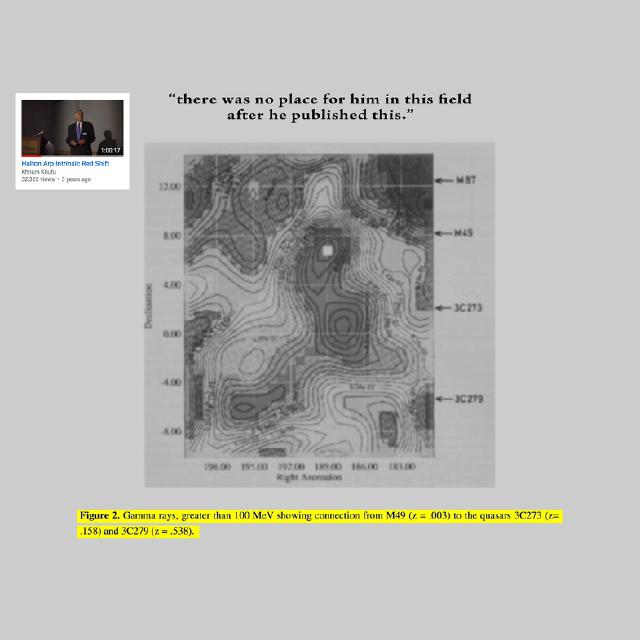 “there was no place for him in this field
after he published this.”
1:00:17
Halton Arp Intrinsic Red Shift
Khnum Khufu
32,325 views • 3 years ago
12.00
8.00
4.00
0.00
-4.00
-8.00
Declination
M87
M49
3C273
3C279
198.00 195.00 192.00 189.00 186.00 183.00
Right Ascension
Figure 2. Gamma rays, greater than 100 MeV showing connection from M49 (z = .003) to the quasars 3C273 (z=
.158) and 3C279 (z = .538).